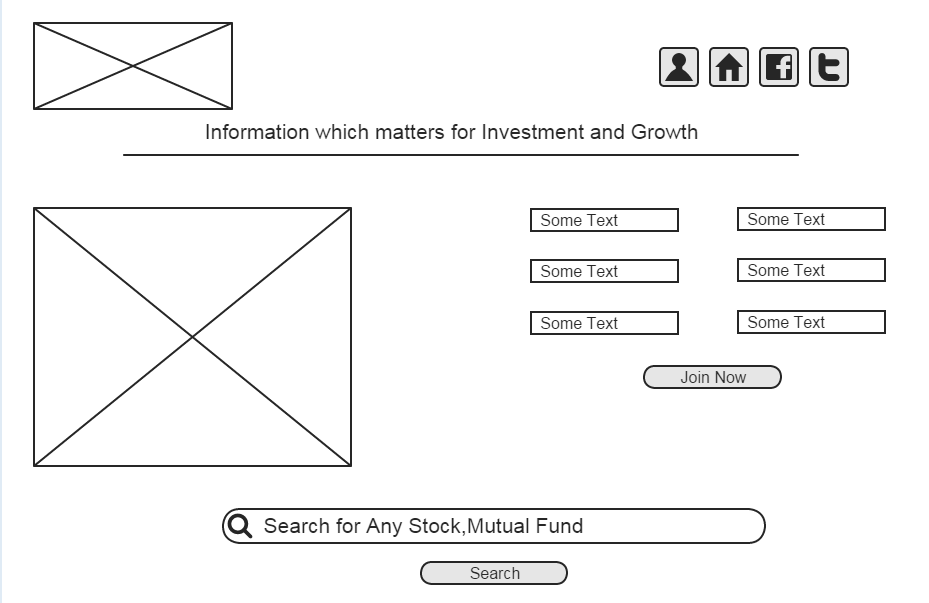 Information which matters for Investment and Growth
Some Text
Some Text
Some Text
Some Text
Some Text
Some Text
Join Now
Search for Any Stock,Mutual Fund
Search